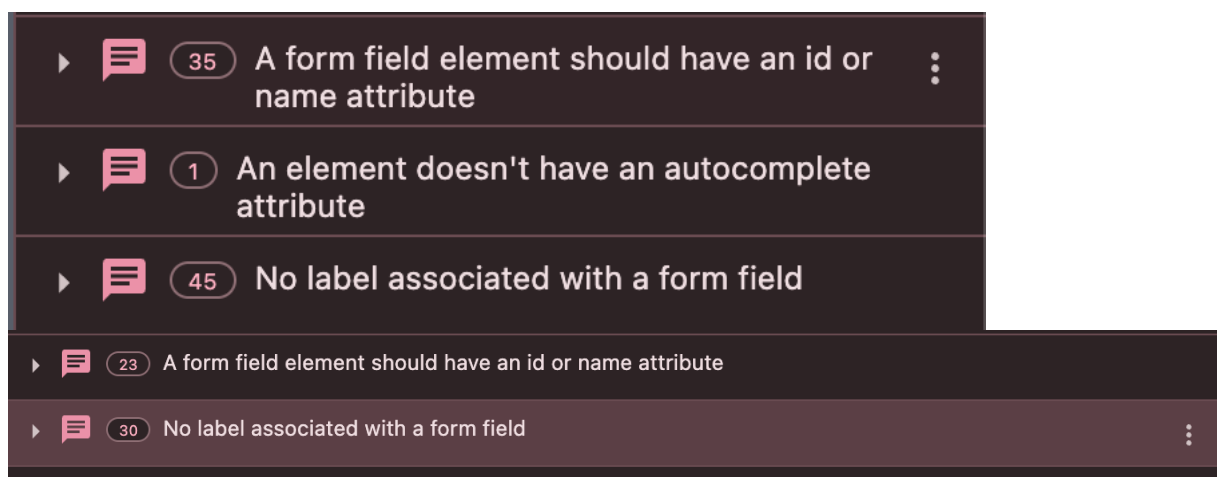 35 A form field element should have an id or
name attribute
1 An element doesn't have an autocomplete
attribute
45 No label associated with a form field
23 A form field element should have an id or name attribute
30 No label associated with a form field